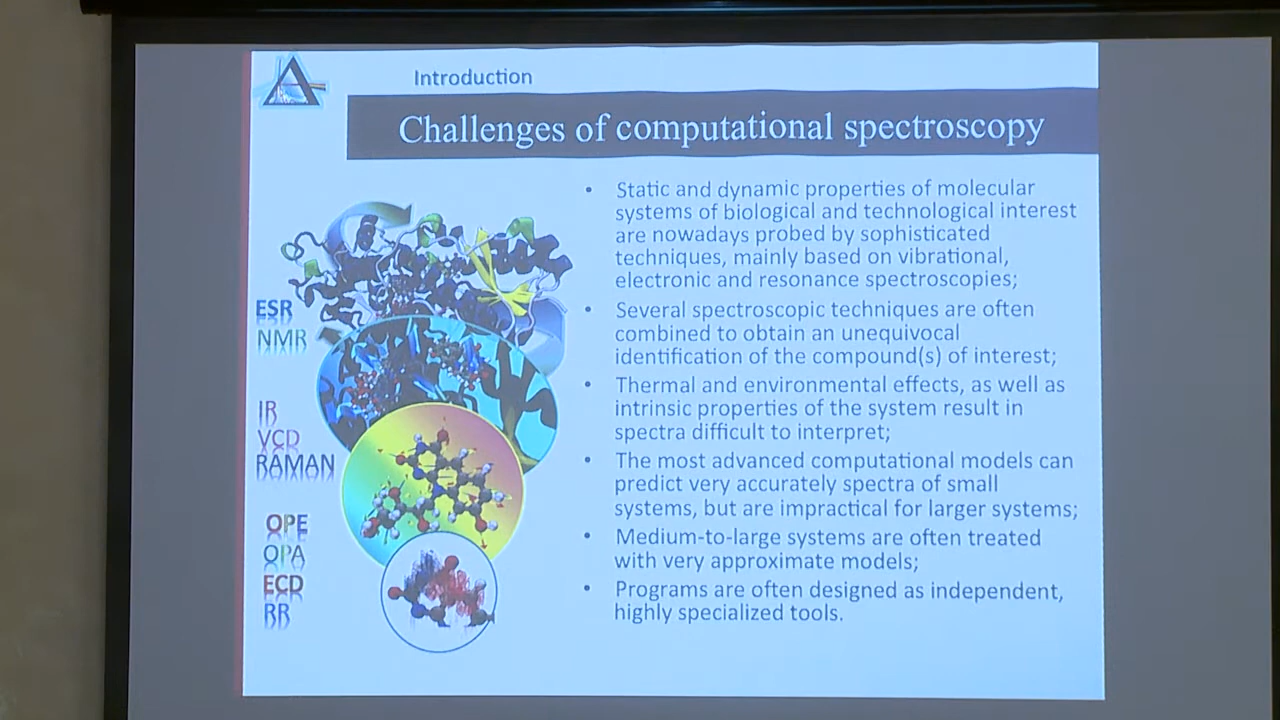 Introduction
Challenges of computational spectroscopy
• Static and dynamic properties of molecular
systems of biological and technological interest
are nowadays probed by sophisticated
techniques, mainly based on vibrational,
electronic and resonance spectroscopies;
• Several spectroscopic techniques are often
combined to obtain an unequivocal
identification of the compound(s) of interest;
• Thermal and environmental effects, as well as
intrinsic properties of the system result in
spectra difficult to interpret;
• The most advanced computational models can
predict very accurately spectra of small
systems, but are impractical for larger systems;
• Medium-to-large systems are often treated
with very approximate models;
• Programs are often designed as independent,
highly specialized tools.
ESR
NMR
IR
VCD
RAMAN
OPE
OPA
ECD
RR